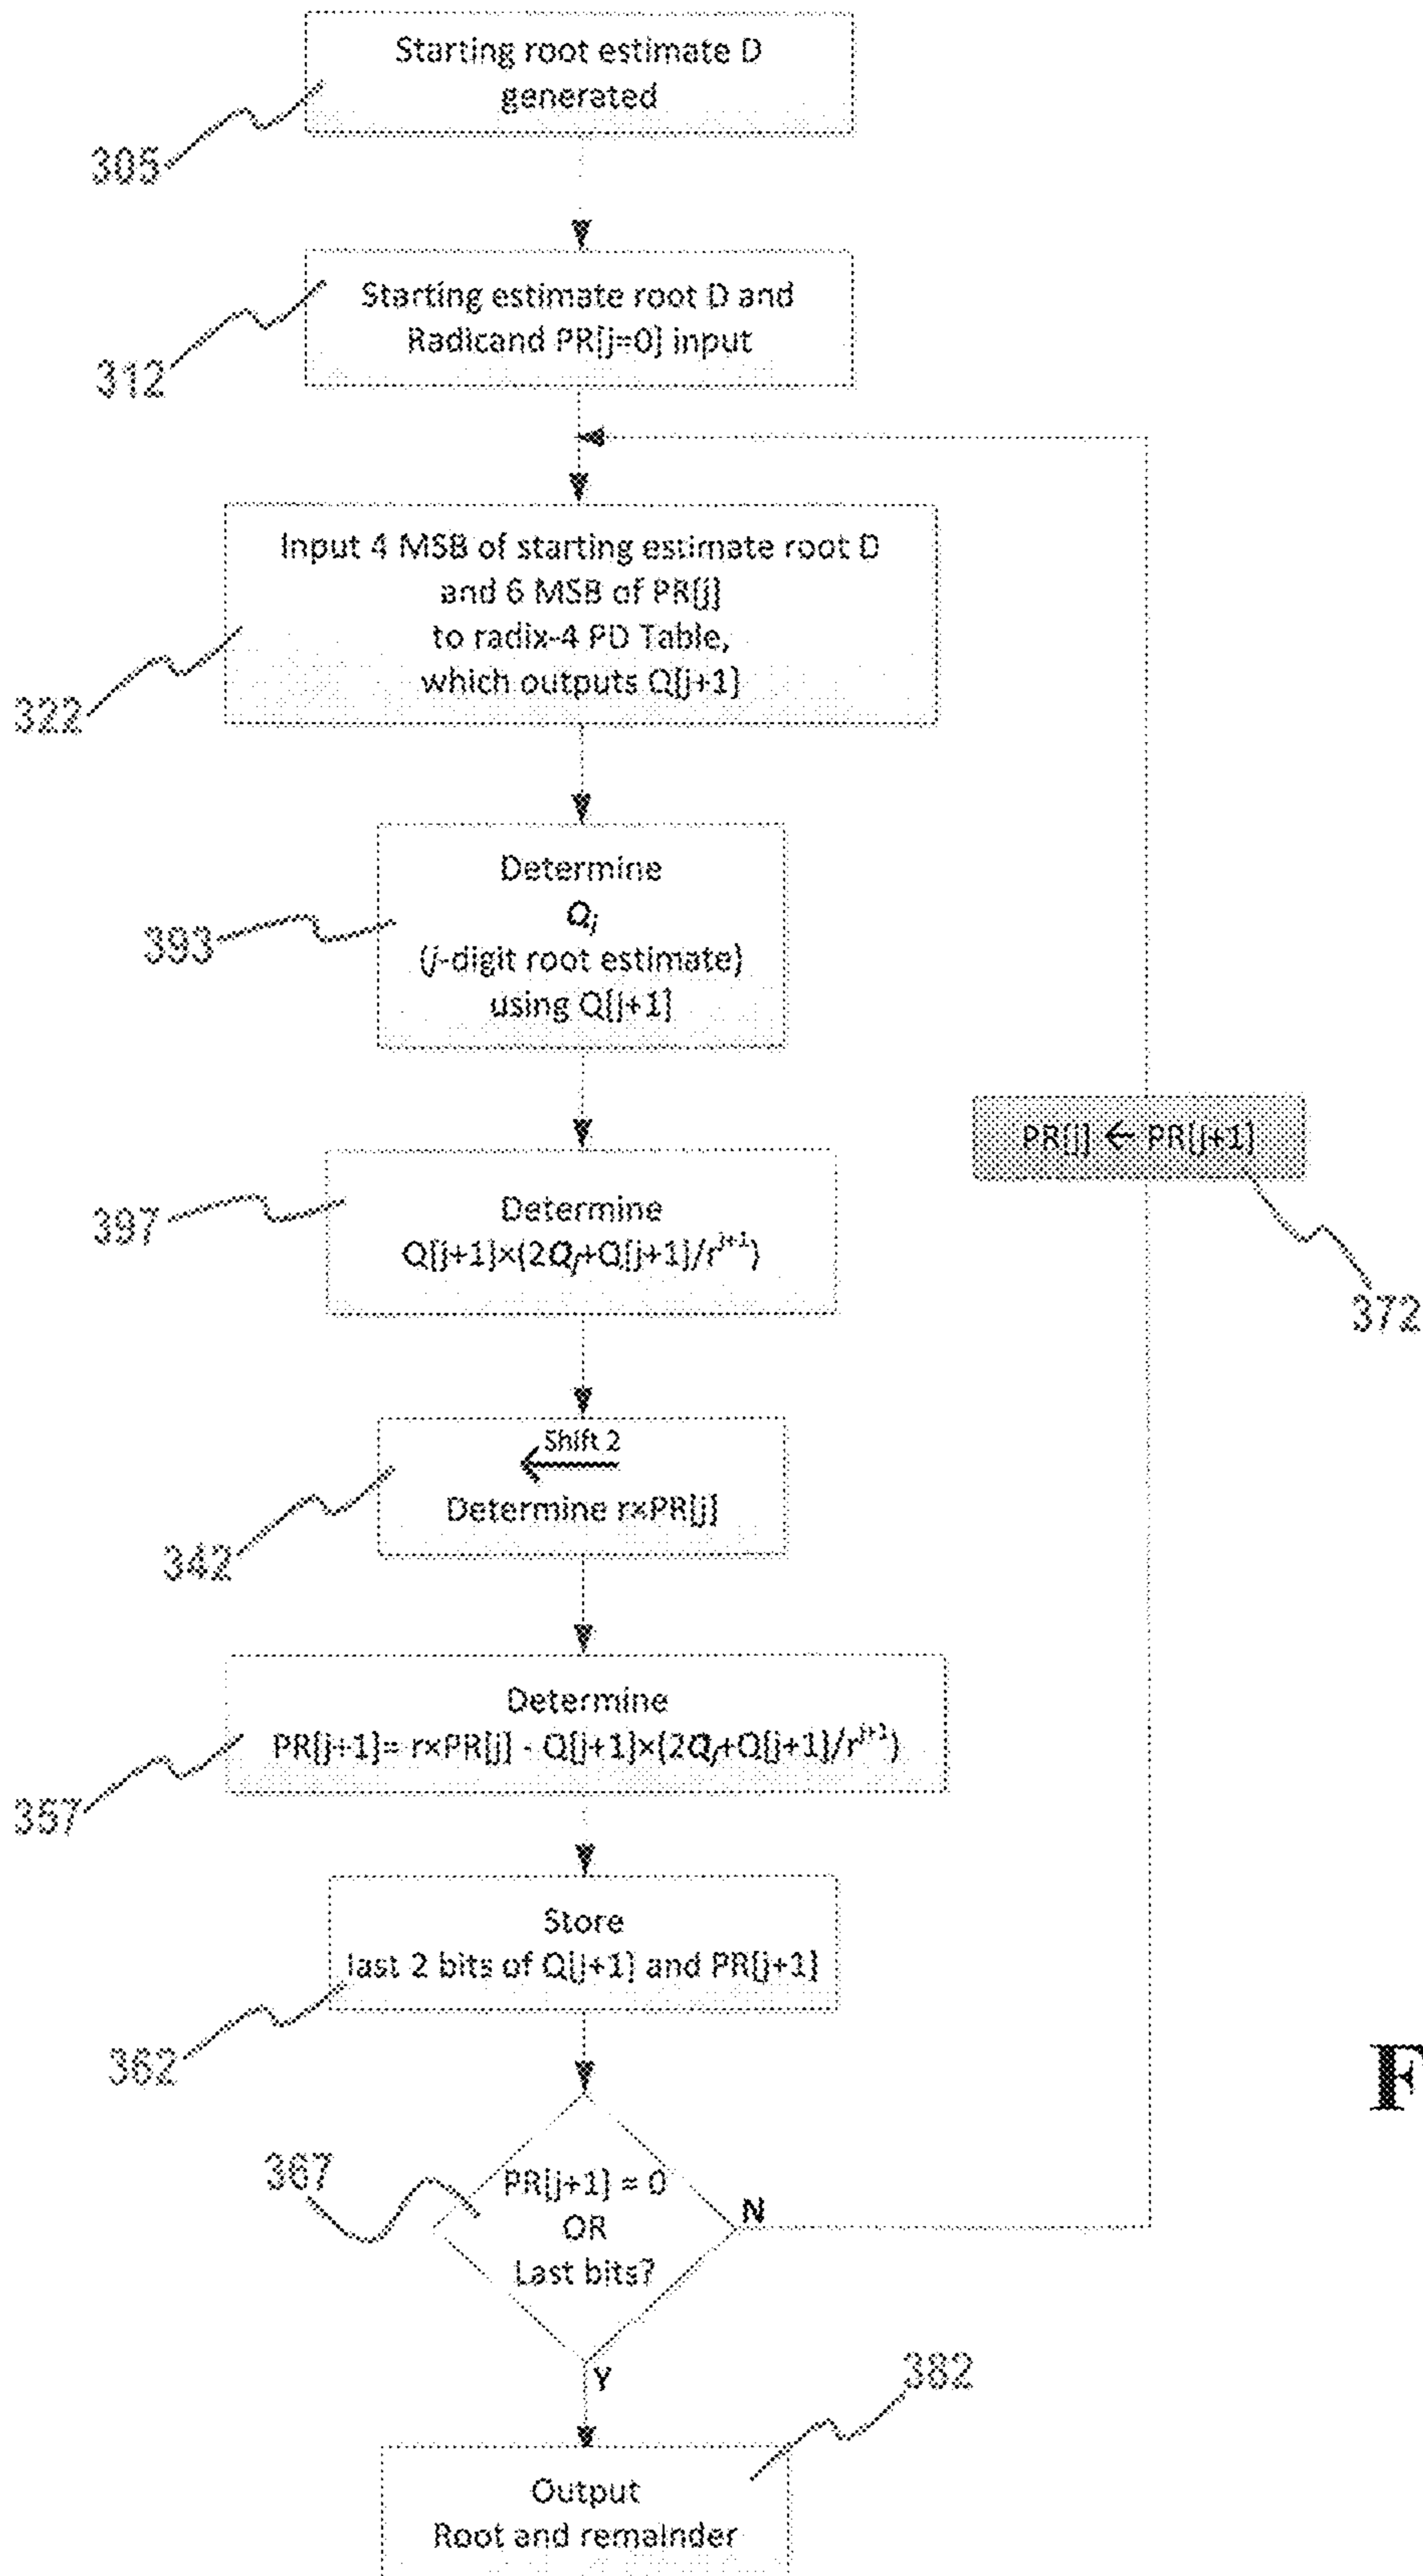 Starting root estimate D
generated
305
Starting estimate root D and
Radicand PR[j=0] input
312
Input 4 MSB of starting estimate root D
and 6 MSB of PR[j]
to radix-4 PD Table,
which outputs Q[j+1]
322
Determine
Qj
(j-digit root estimate)
using Q[j+1]
393
PR[j] ← PR[j+1]
372
Determine
Q[j+1]×(2Qj+Q[j+1]/r^j+1)
397
Shift 2
Determine r×PR[j]
342
Determine
PR[j+1]= r×PR[j] - Q[j+1]×(2Qj+Q[j+1]/r^j+1)
357
Store
last 2 bits of Q[j+1] and PR[j+1]
362
F
367
PR[j+1] = 0
OR
Last bits?
N
Y
382
Output
Root and remainder